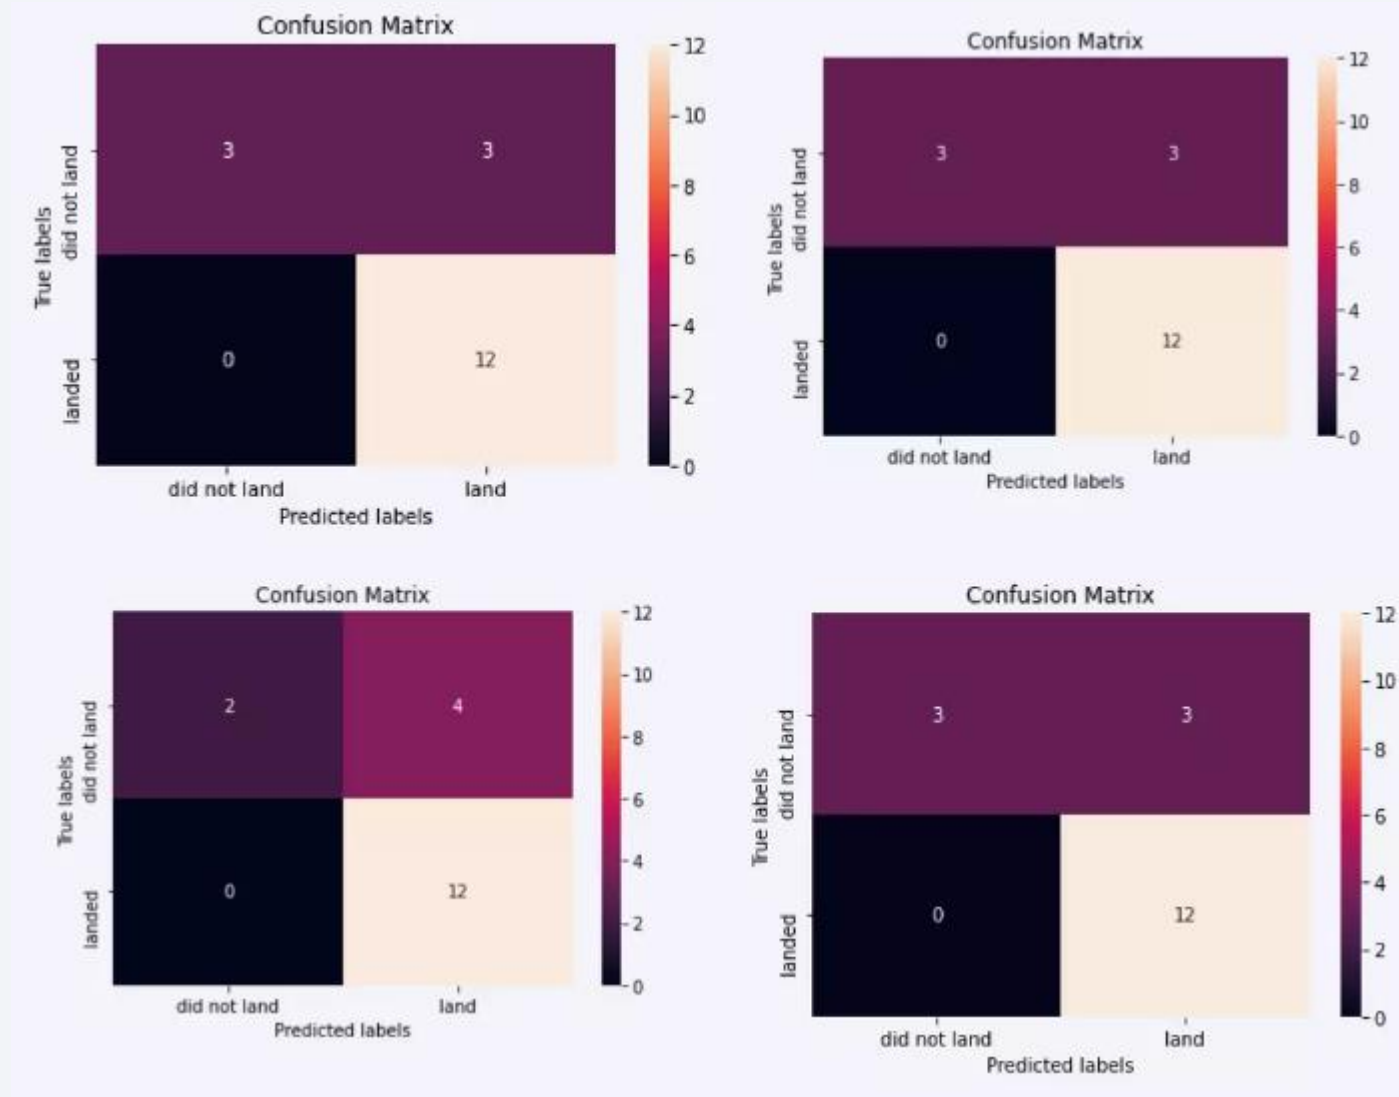 Confusion Matrix
True labels
did not land
landed
3 3
0 12
did not land land
Predicted labels
12
10
8
6
4
2
0
Confusion Matrix
True labels
did not land
landed
3 3
0 12
did not land land
Predicted labels
12
10
8
6
4
2
0
Confusion Matrix
True labels
did not land
landed
2 4
0 12
did not land land
Predicted labels
12
10
8
6
4
2
0
Confusion Matrix
True labels
did not land
landed
3 3
0 12
did not land land
Predicted labels
12
10
8
6
4
2
0